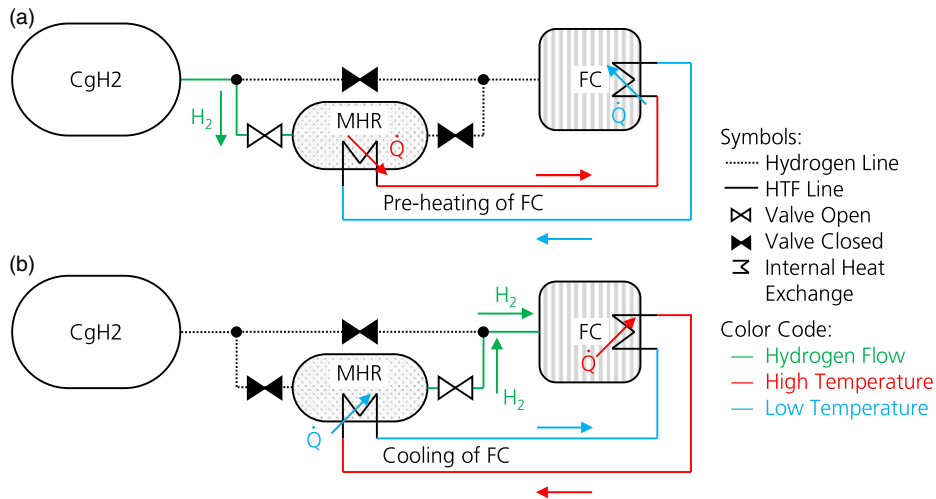 (a)
CgH2
H2
MHR
Q̇
FC
Q̇
Pre-heating of FC
(b)
CgH2
H2
MHR
Q̇
H2
FC
Q̇
Cooling of FC
Symbols:
Hydrogen Line
HTF Line
Valve Open
Valve Closed
Internal Heat
Exchange
Color Code:
Hydrogen Flow
High Temperature
Low Temperature